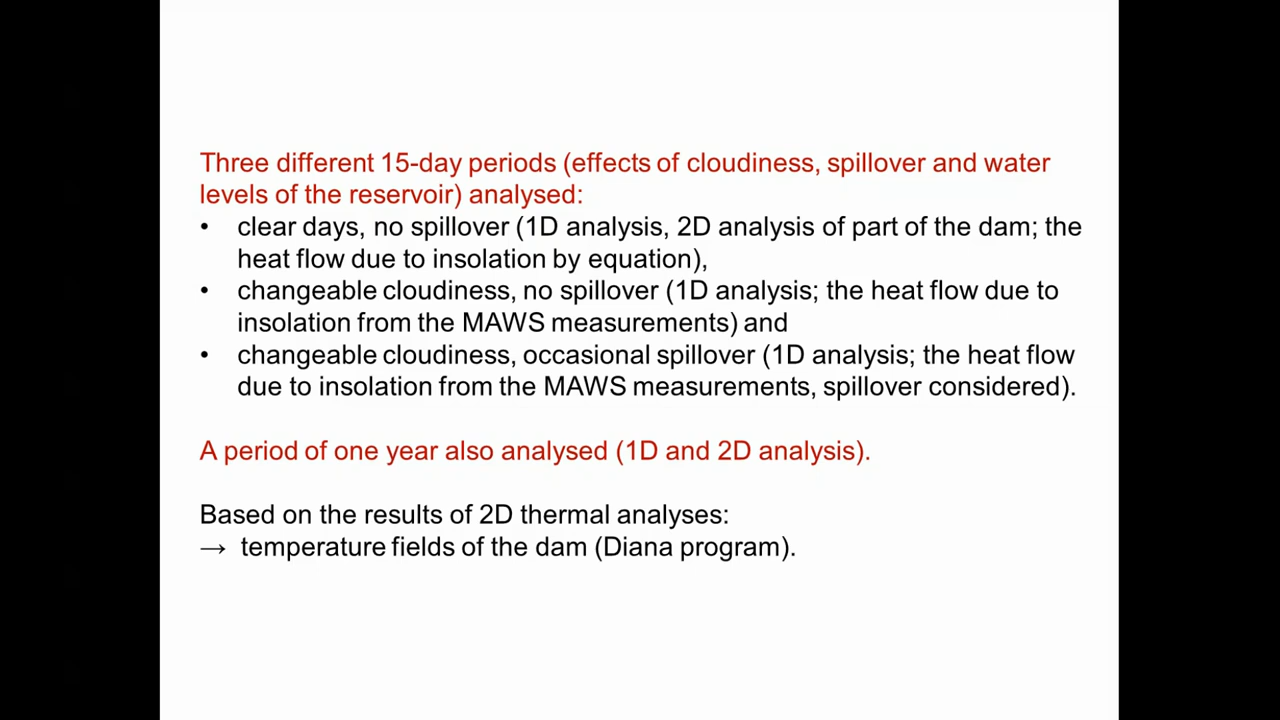 Three different 15-day periods (effects of cloudiness, spillover and water
levels of the reservoir) analysed:
• clear days, no spillover (1D analysis, 2D analysis of part of the dam; the
heat flow due to insolation by equation),
• changeable cloudiness, no spillover (1D analysis; the heat flow due to
insolation from the MAWS measurements) and
• changeable cloudiness, occasional spillover (1D analysis; the heat flow
due to insolation from the MAWS measurements, spillover considered).
A period of one year also analysed (1D and 2D analysis).
Based on the results of 2D thermal analyses:
→ temperature fields of the dam (Diana program).